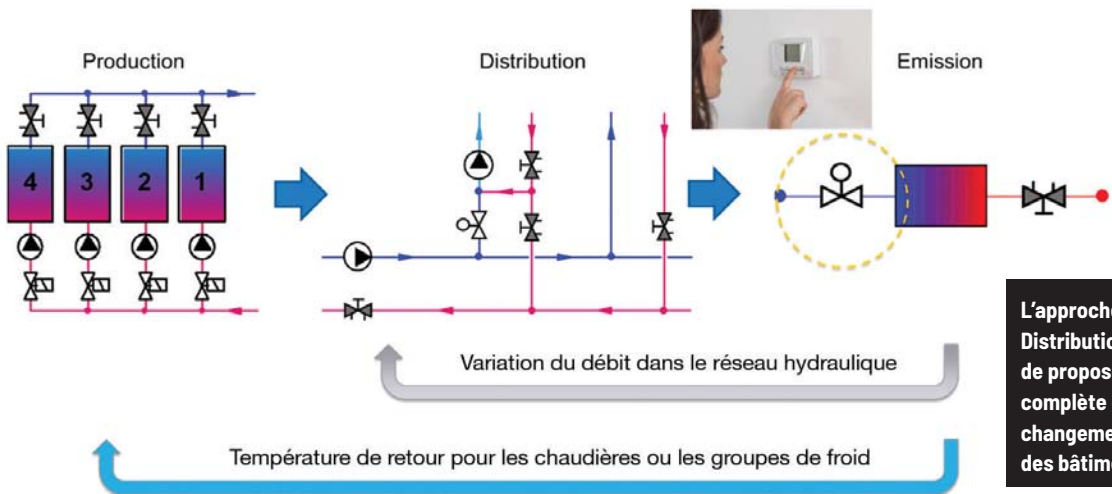 Production
Distribution
Emission
4 3 2 1
Variation du débit dans le réseau hydraulique
Température de retour pour les chaudières ou les groupes de froid
L'approche
Distributio
de propos
complète
changeme
des bâtim